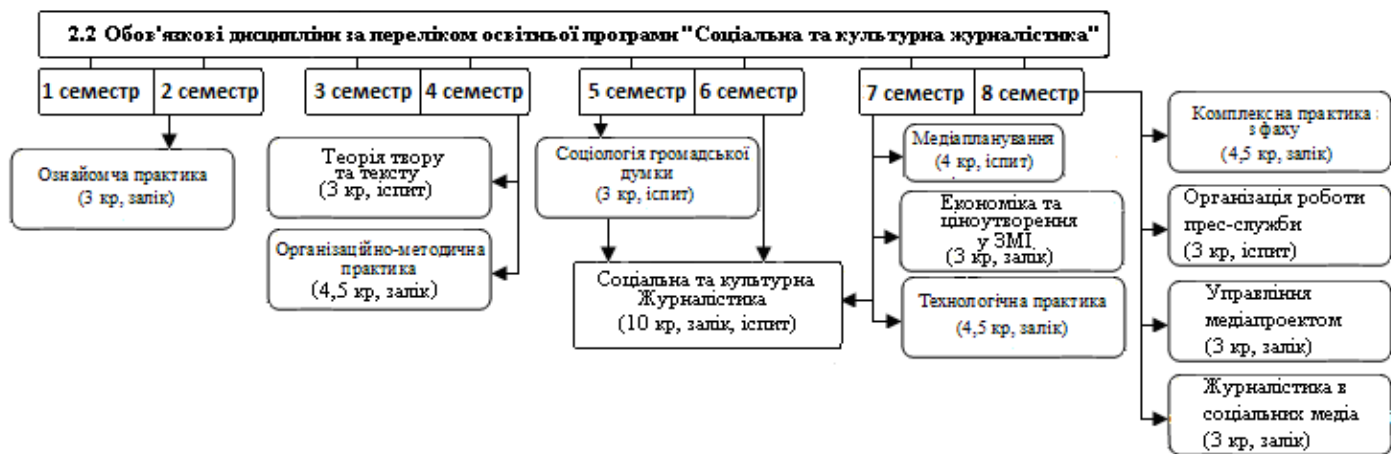 2.2 Обов'язкові дисципліни за переліком освітньої програми "Соціальна та культурна журналістика"
1 семестр
2 семестр
3 семестр
4 семестр
5 семестр
6 семестр
7 семестр
8 семестр
Ознайомча практика
(3 кр, залік)
Теорія твору
та тексту
(3 кр, іспит)
Організаційно-методична
практика
(4,5 кр, залік)
Соціологія громадської
думки
(3 кр, іспит)
Соціальна та культурна
Журналістика
(10 кр, залік, іспит)
Медіапланування
(4 кр, іспит)
Економіка та
ціноутворення
у ЗМІ
(3 кр, залік)
Технологічна практика
(4,5 кр, залік)
Комплексна практика :
з фаху
(4,5 кр, залік)
Організація роботи
прес-служби
(3 кр, іспит)
Управління
медіапроектом
(3 кр, залік)
Журналістика в
соціальних медіа
(3 кр, залік)